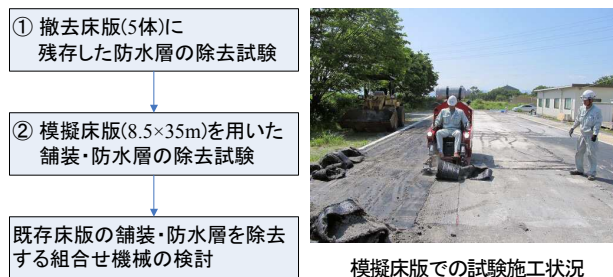 ① 撤去床版(5体)に
残存した防水層の除去試験
② 模擬床版(8.5×35m)を用いた
舗装・防水層の除去試験
既存床版の舗装・防水層を除去
する組合せ機械の検討
模擬床版での試験施工状況